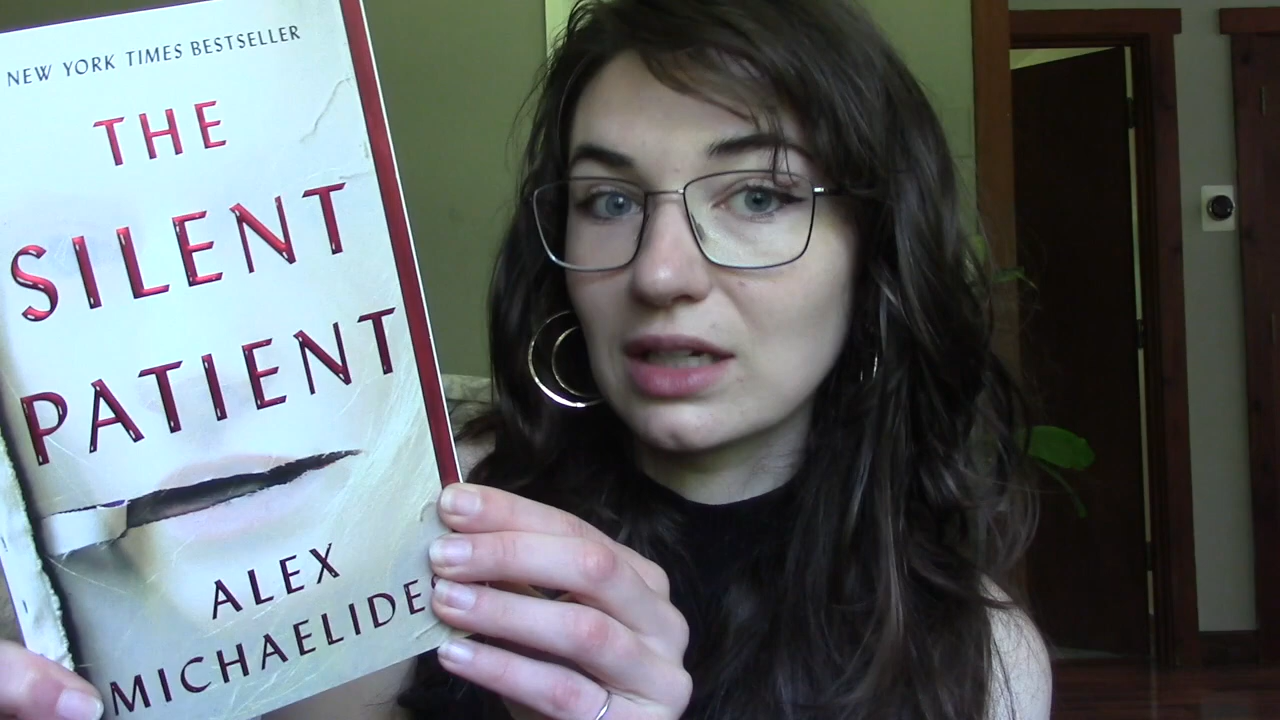 NEW YORK TIMES BESTSELLER
THE
SILENT
PATIENT
ALEX
MICHAELIDES